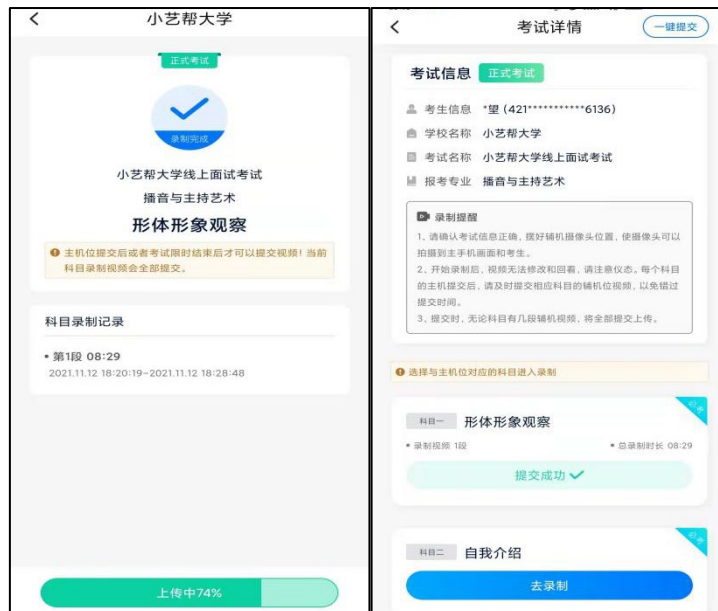 小艺帮大学
正式考试
录制完成
小艺帮大学线上面试考试
播音与主持艺术
形体形象观察
主机位提交后或者考试限时结束后才可以提交视频！当前
科目录制视频会全部提交。
科目录制记录
• 第1段 08:29
2021.11.12 18:20:19-2021.11.12 18:28:48
上传中74%
考试详情
一键提交
考试信息 正式考试
考生信息 *望 (421***********6136)
学校名称 小艺帮大学
考试名称 小艺帮大学线上面试考试
报考专业 播音与主持艺术
录制提醒
1、请确认考试信息正确，摆好辅机摄像头位置，使摄像头可以
拍摄到主手机画面和考生。
2、开始录制后，视频无法修改和回看，请注意仪态。每个科目
的主机提交后，请及时提交相应科目的辅机位视频，以免错过
提交时间。
3、提交时，无论科目有几段辅机视频，将全部提交上传。
选择与主机位对应的科目进入录制
科目一 形体形象观察
• 录制视频 1段 • 总录制时长 08:29
提交成功
科目二 自我介绍
去录制